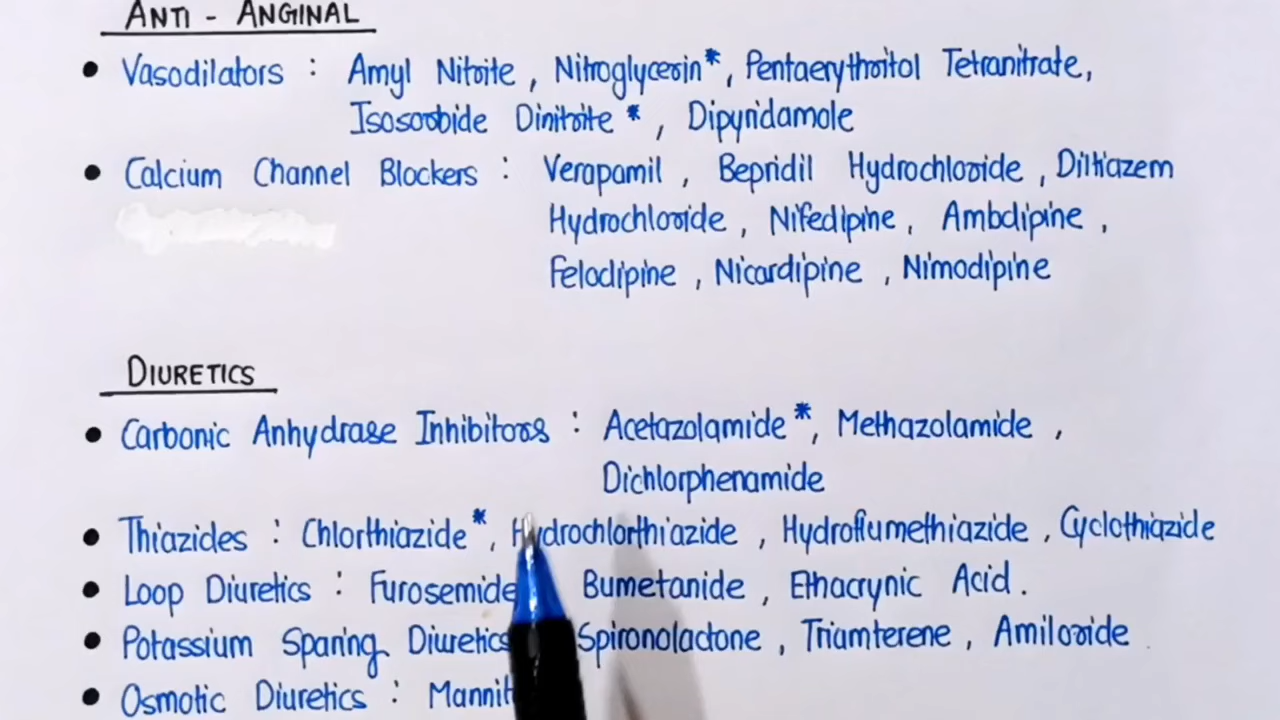 ANTI - ANGINAL
• Vasodilators : Amyl Nitrite , Nitroglycerin* , Pentaerythritol Tetranitrate,
Isosorbide Dinitrite * , Dipyridamole
• Calcium Channel Blockers : Verapamil , Bepridil Hydrochloride , Diltiazem
Hydrochloride , Nifedipine , Amlodipine ,
Felodipine , Nicardipine , Nimodipine
DIURETICS
• Carbonic Anhydrase Inhibitors : Acetazolamide* , Methazolamide ,
Dichlorphenamide
• Thiazides : Chlorthiazide* , Hydrochlorthiazide , Hydroflumethiazide , Cyclothiazide
• Loop Diuretics : Furosemide Bumetanide , Ethacrynic Acid .
• Potassium Sparing Diuretics Spironolactone , Triamterene , Amiloride
• Osmotic Diuretics :